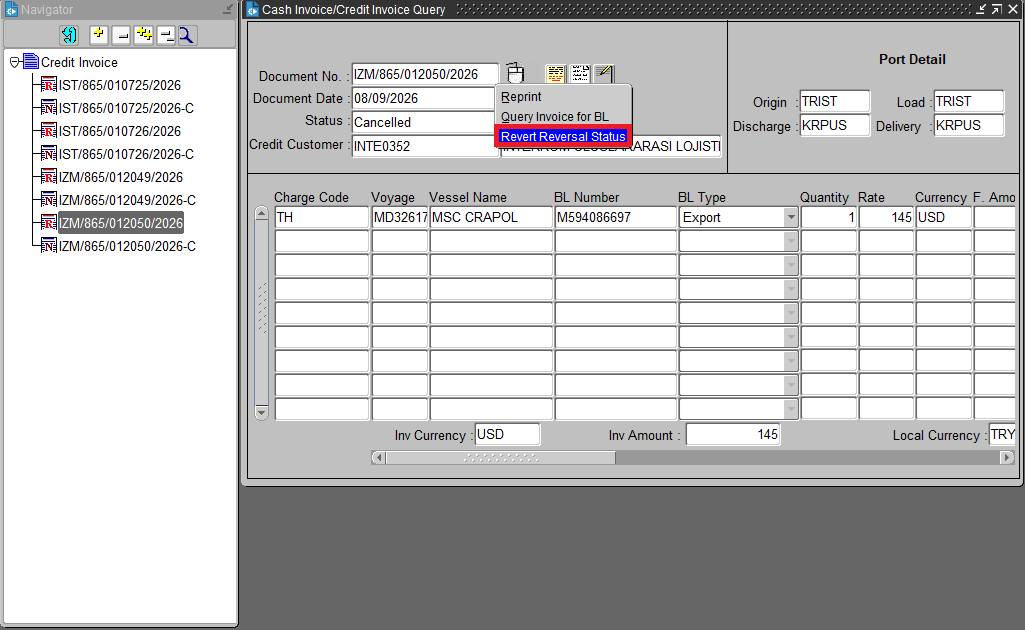 Navigator
Credit Invoice
IST/865/010725/2026
IST/865/010725/2026-C
IST/865/010726/2026
IST/865/010726/2026-C
IZM/865/012049/2026
IZM/865/012049/2026-C
IZM/865/012050/2026
IZM/865/012050/2026-C
Cash Invoice/Credit Invoice Query
Document No. : IZM/865/012050/2026
Document Date : 08/09/2026
Status : Cancelled
Credit Customer : INTE0352
Reprint
Query Invoice for BL
Revert Reversal Status
Port Detail
Origin : TRIST Load : TRIST
Discharge : KRPUS Delivery : KRPUS
Charge Code Voyage Vessel Name BL Number BL Type Quantity Rate Currency F. Amo
TH MD32617 MSC CRAPOL M594086697 Export 1 145 USD
Inv Currency : USD Inv Amount : 145 Local Currency : TRY